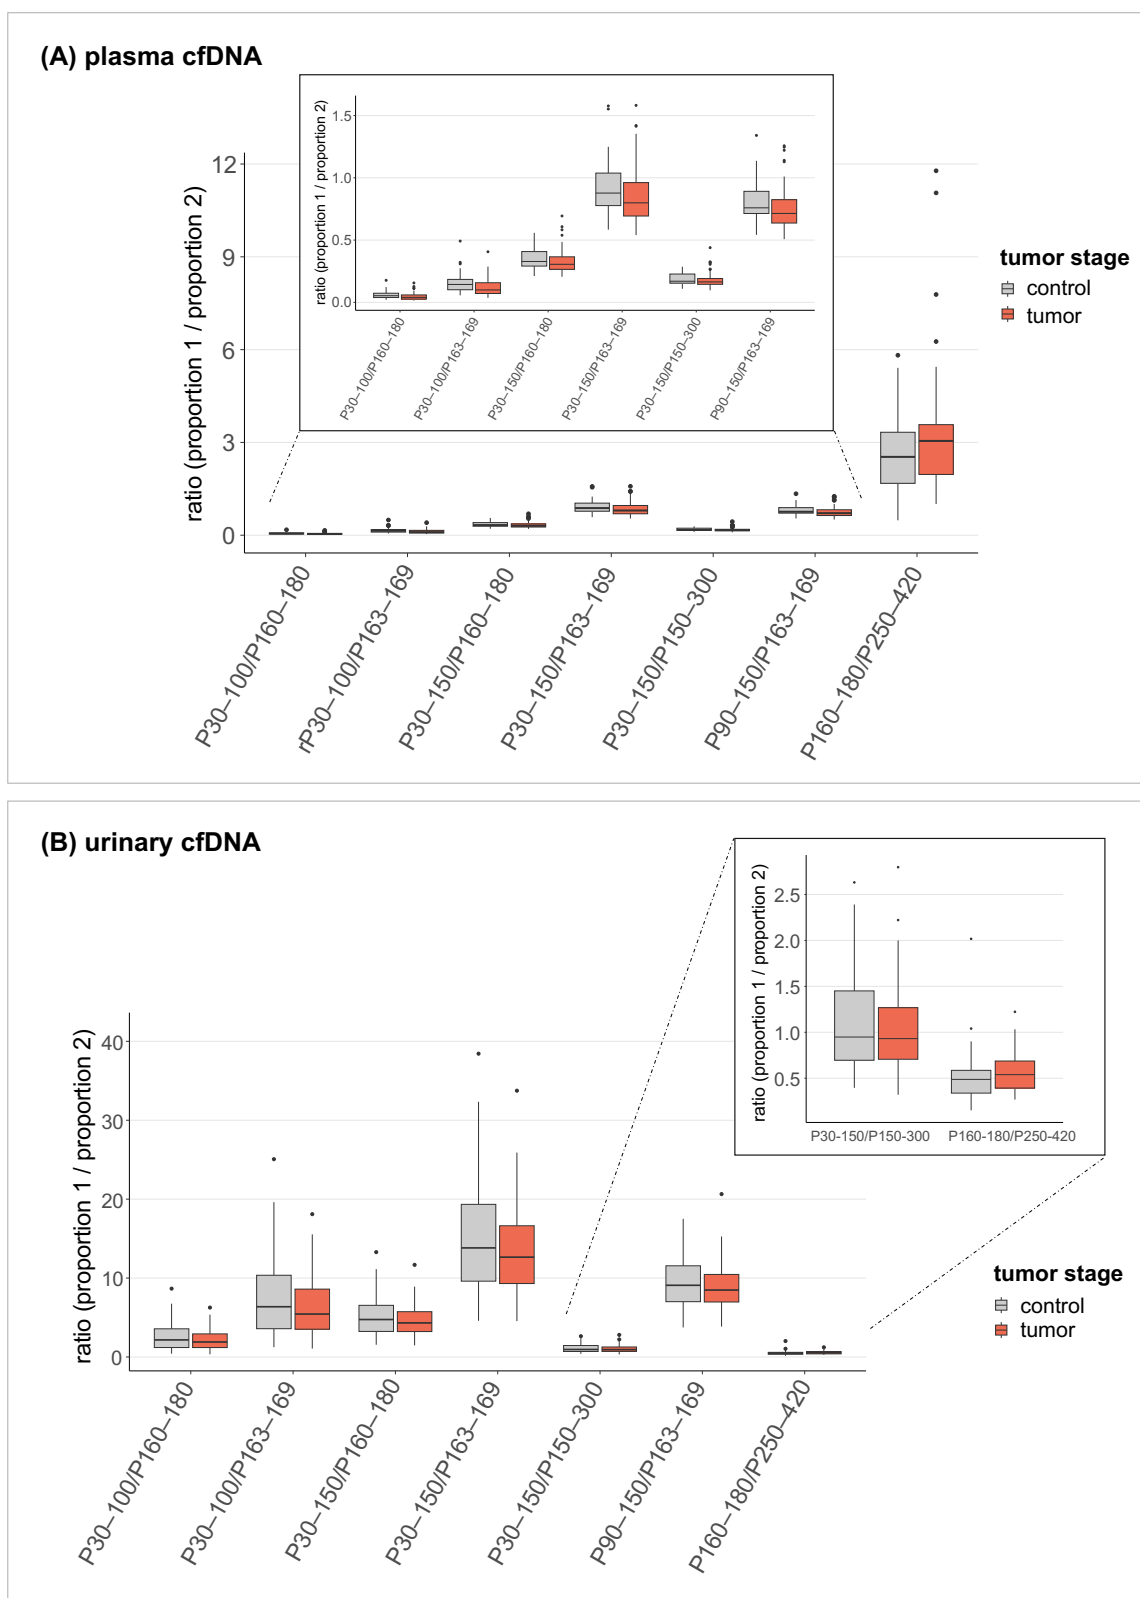 (A) plasma cfDNA
ratio (proportion 1 / proportion 2)
1.5
1.0
0.5
0.0
P30–100/P160–180
P30–100/P163–169
P30–150/P160–180
P30–150/P163–169
P30–150/P150–300
P90–150/P163–169
ratio (proportion 1 / proportion 2)
12
9
6
3
0
P30–100/P160–180
rP30–100/P163–169
P30–150/P160–180
P30–150/P163–169
P30–150/P150–300
P90–150/P163–169
P160–180/P250–420
tumor stage
control
tumor
(B) urinary cfDNA
ratio (proportion 1 / proportion 2)
2.5
2.0
1.5
1.0
0.5
P30-150/P150-300
P160-180/P250-420
ratio (proportion 1 / proportion 2)
40
30
20
10
0
P30–100/P160–180
P30–100/P163–169
P30–150/P160–180
P30–150/P163–169
P30–150/P150–300
P90–150/P163–169
P160–180/P250–420
tumor stage
control
tumor